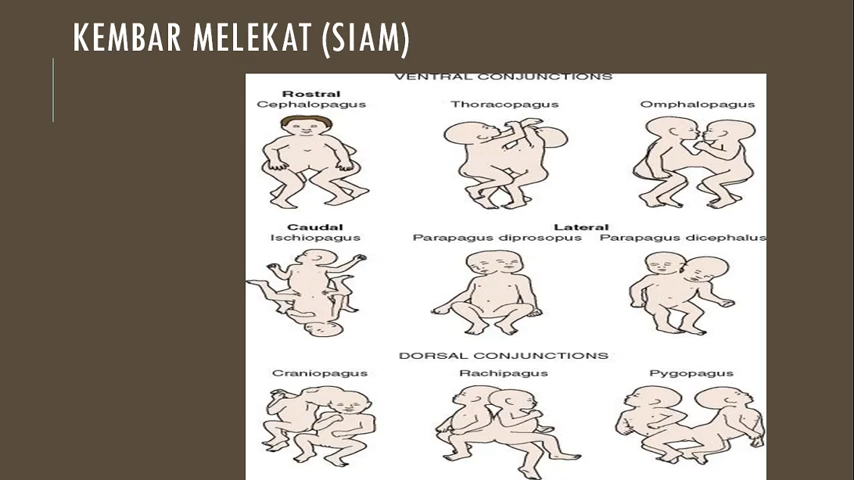 KEMBAR MELEKAT (SIAM)
VENTRAL CONJUNCTIONS
Rostral
Cephalopagus Thoracopagus Omphalopagus
Caudal Lateral
Ischiopagus Parapagus diprosopus Parapagus dicephalus
DORSAL CONJUNCTIONS
Craniopagus Rachipagus Pygopagus